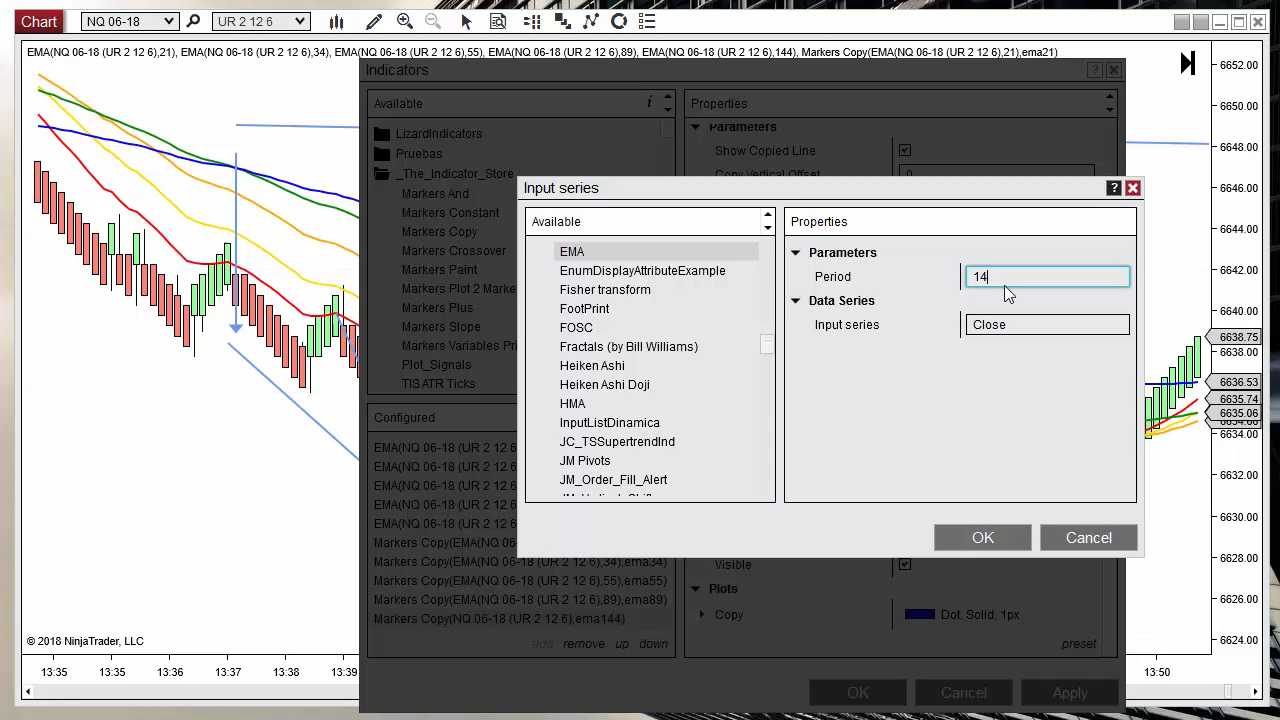 Chart NQ 06-18 UR 2 12 6
EMA(NQ 06-18 (UR 2 12 6),21), EMA(NQ 06-18 (UR 2 12 6),34), EMA(NQ 06-18 (UR 2 12 6),55), EMA(NQ 06-18 (UR 2 12 6),89), EMA(NQ 06-18 (UR 2 12 6),144), Markers Copy(EMA(NQ 06-18 (UR 2 12 6),21),ema21)
Indicators
Available i
LizardIndicators
Pruebas
_The_Indicator_Store
Markers And
Markers Constant
Markers Copy
Markers Crossover
Markers Paint
Markers Plot 2 Marke
Markers Plus
Markers Slope
Markers Variables Pri
Plot_Signals
TIS ATR Ticks
Configured
EMA(NQ 06-18 (UR 2 12
EMA(NQ 06-18 (UR 2 12
EMA(NQ 06-18 (UR 2 12
EMA(NQ 06-18 (UR 2 12
EMA(NQ 06-18 (UR 2 12
Markers Copy(EMA(NQ
Markers Copy(EMA(NQ 06-18 (UR 2 12 6),34),ema34)
Markers Copy(EMA(NQ 06-18 (UR 2 12 6),55),ema55)
Markers Copy(EMA(NQ 06-18 (UR 2 12 6),89),ema89)
Markers Copy(NQ 06-18 (UR 2 12 6),ema144)
add remove up down
Properties
Parameters
Show Copied Line
Copy Vertical Offset 0
Visible
Plots
Copy Dot, Solid, 1px
preset
OK Cancel Apply
Input series ?
Available
EMA
EnumDisplayAttributeExample
Fisher transform
FootPrint
FOSC
Fractals (by Bill Williams)
Heiken Ashi
Heiken Ashi Doji
HMA
InputListDinamica
JC_TSSupertrendInd
JM Pivots
JM_Order_Fill_Alert
Properties
Parameters
Period 14
Data Series
Input series Close
OK Cancel
6652.00
6650.00
6648.00
6646.00
6644.00
6642.00
6640.00
6638.75
6638.00
6636.53
6635.74
6635.06
6634.00
6632.00
6630.00
6628.00
6626.00
6624.00
© 2018 NinjaTrader, LLC
13:35 13:35 13:36 13:37 13:38 13:39 13:50